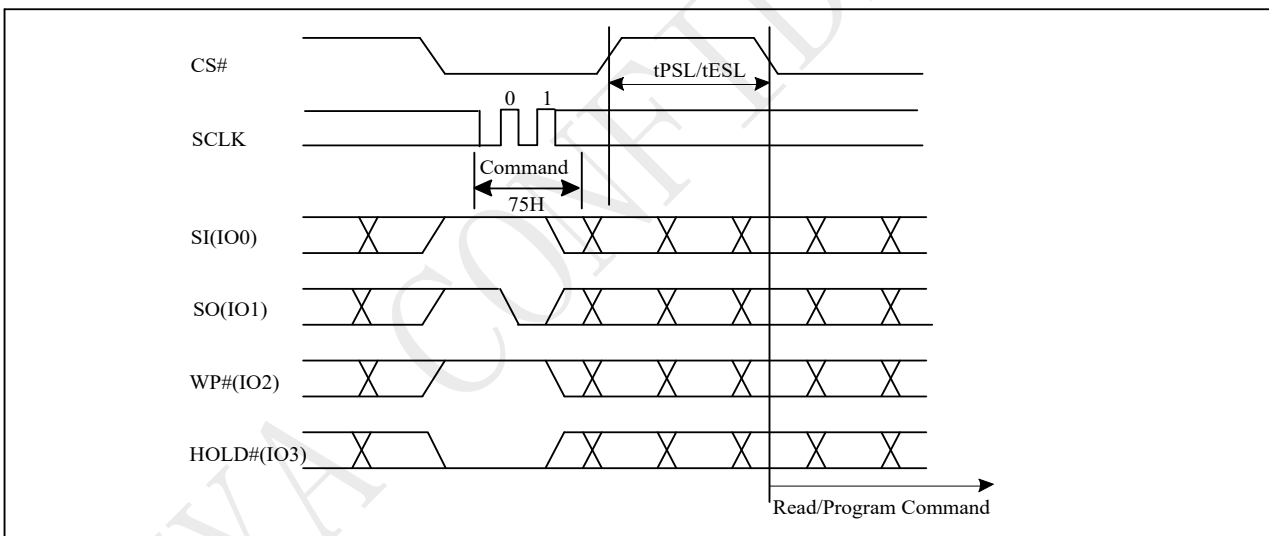 CS#
tPSL/tESL
0 1
SCLK
Command
75H
SI(IO0)
SO(IO1)
WP#(IO2)
HOLD#(IO3)
Read/Program Command